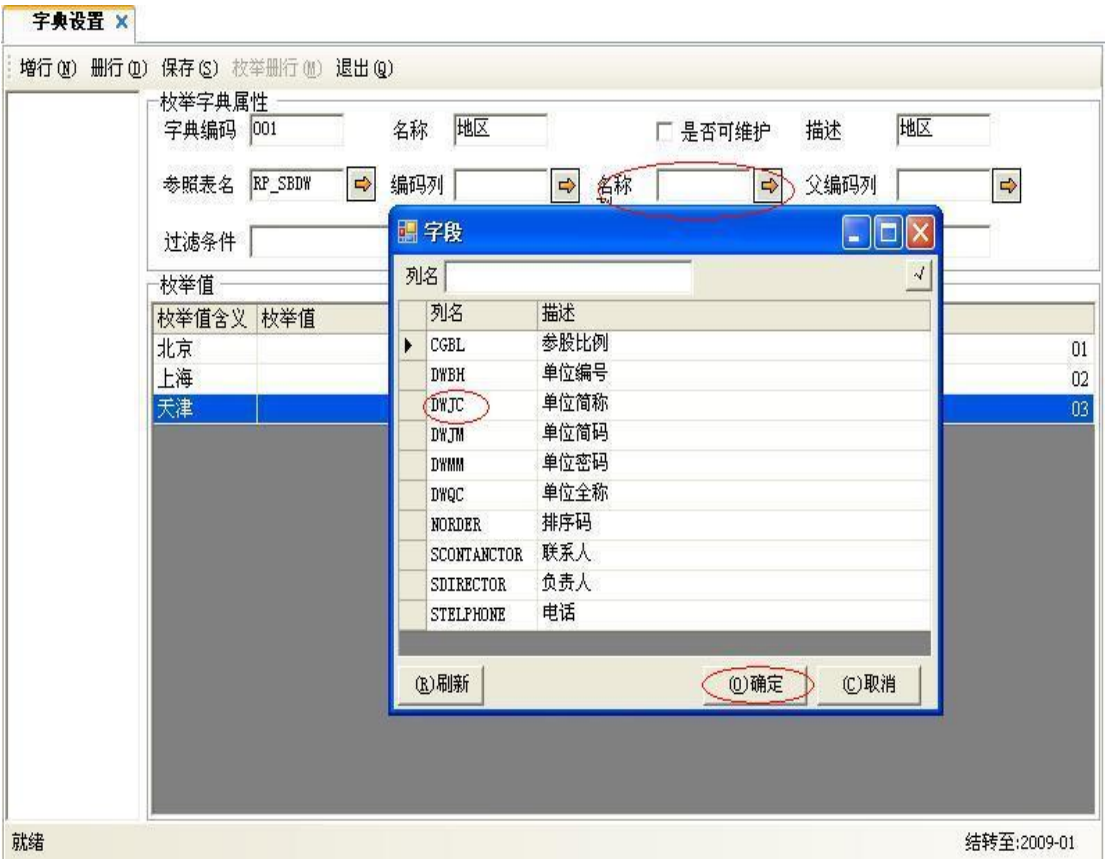 字典设置
增行(N) 删行(D) 保存(S) 枚举删行(M) 退出(Q)
枚举字典属性
字典编码 001 名称 地区 是否可维护 描述 地区
参照表名 RP_SBDW 编码列 名称 父编码列
过滤条件
字段
列名
列名 描述
CGBL 参股比例
DWBH 单位编号
DWJC 单位简称
DWJM 单位简码
DWMM 单位密码
DWQC 单位全称
NORDER 排序码
SCONTANCTOR 联系人
SDIRECTOR 负责人
STELPHONE 电话
(R)刷新 (O)确定 (C)取消
枚举值
枚举值含义 枚举值
北京 01
上海 02
天津 03
就绪 结转至:2009-01